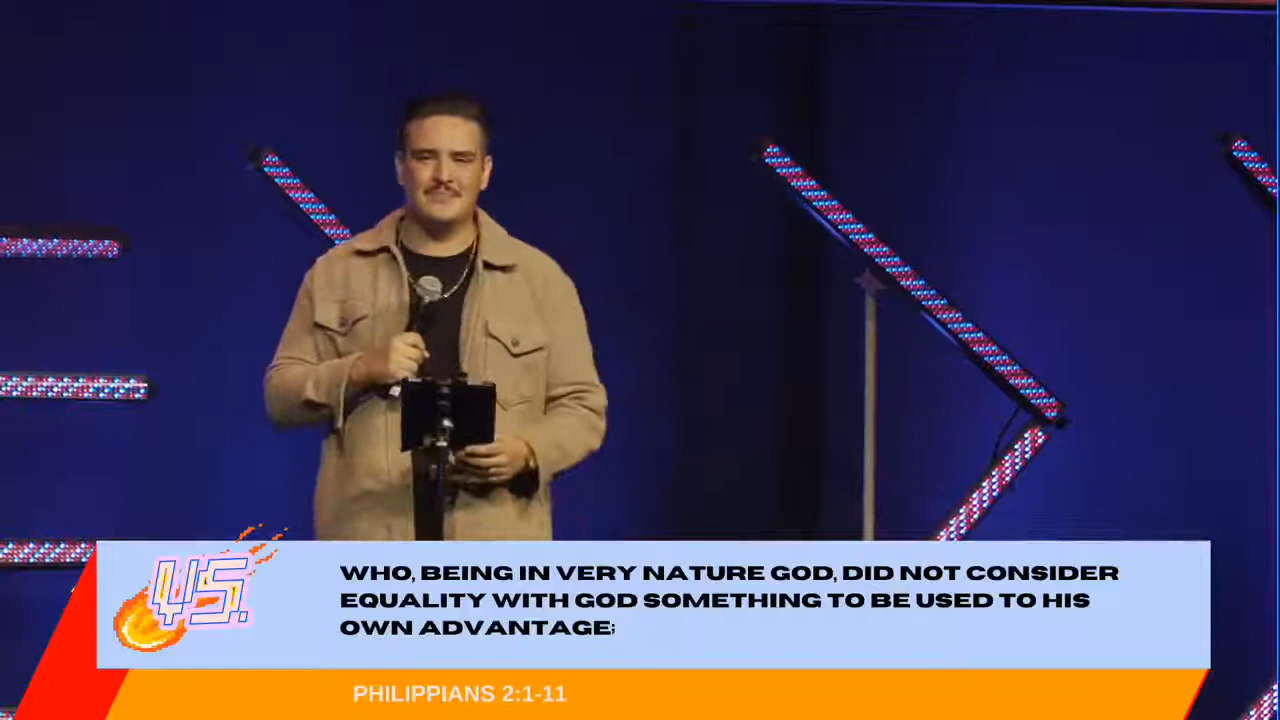 VS.
WHO, BEING IN VERY NATURE GOD, DID NOT CONSIDER
EQUALITY WITH GOD SOMETHING TO BE USED TO HIS
OWN ADVANTAGE;
PHILIPPIANS 2:1-11